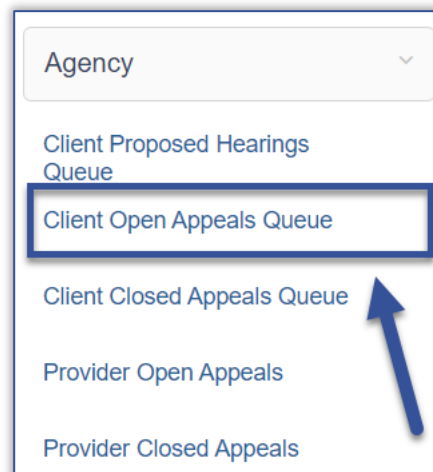 Agency
Client Proposed Hearings
Queue
Client Open Appeals Queue
Client Closed Appeals Queue
Provider Open Appeals
Provider Closed Appeals